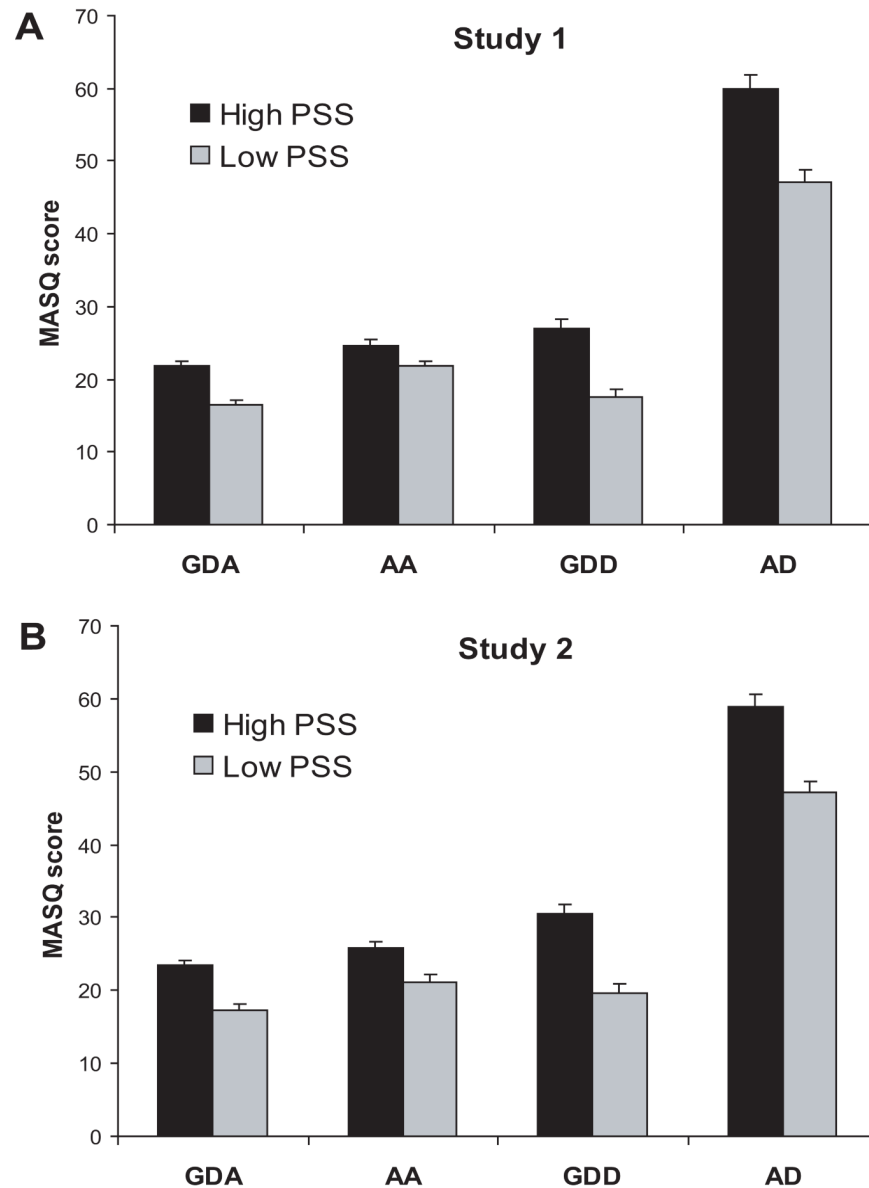 A
Study 1
70
60
50
40
30
20
10
0
MASQ score
High PSS
Low PSS
GDA AA GDD AD
B
Study 2
70
60
50
40
30
20
10
0
MASQ score
High PSS
Low PSS
GDA AA GDD AD